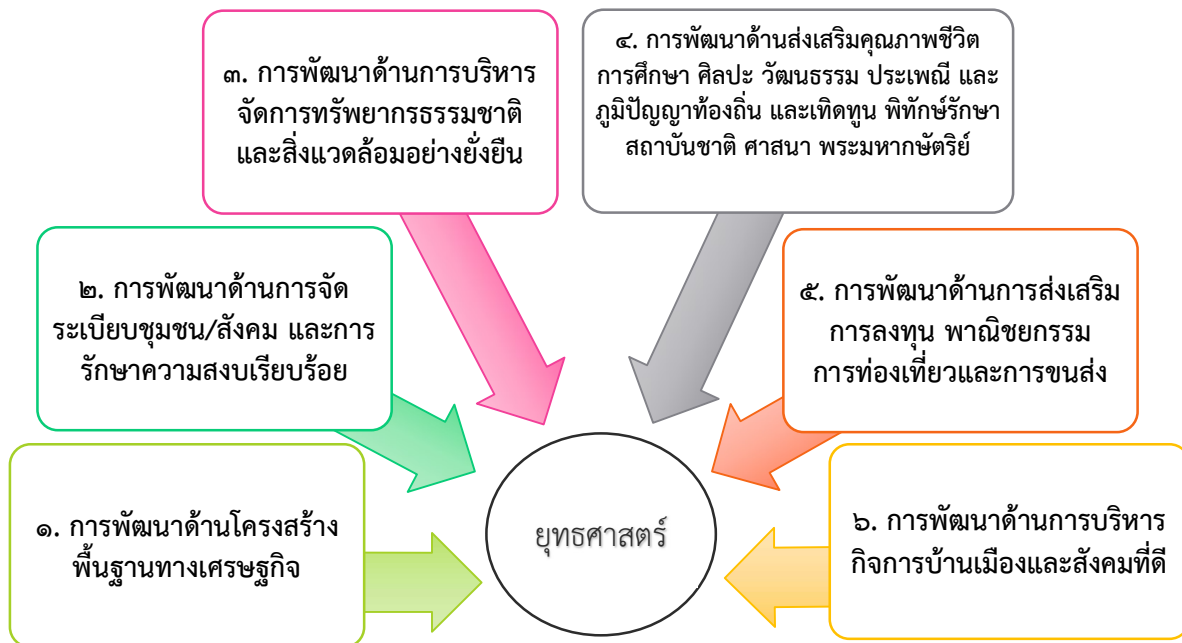 ๓. การพัฒนาด้านการบริหาร
จัดการทรัพยากรธรรมชาติ
และสิ่งแวดล้อมอย่างยั่งยืน
๔. การพัฒนาด้านส่งเสริมคุณภาพชีวิต
การศึกษา ศิลปะ วัฒนธรรม ประเพณี และ
ภูมิปัญญาท้องถิ่น และเทิดทูน พิทักษ์รักษา
สถาบันชาติ ศาสนา พระมหากษัตริย์
๒. การพัฒนาด้านการจัด
ระเบียบชุมชน/สังคม และการ
รักษาความสงบเรียบร้อย
๕. การพัฒนาด้านการส่งเสริม
การลงทุน พาณิชยกรรม
การท่องเที่ยวและการขนส่ง
๑. การพัฒนาด้านโครงสร้าง
พื้นฐานทางเศรษฐกิจ
ยุทธศาสตร์
๖. การพัฒนาด้านการบริหาร
กิจการบ้านเมืองและสังคมที่ดี